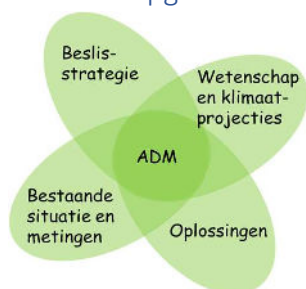 Beslis-
strategie
Wetenschap
en klimaat-
projecties
ADM
Bestaande
situatie en
metingen
Oplossingen